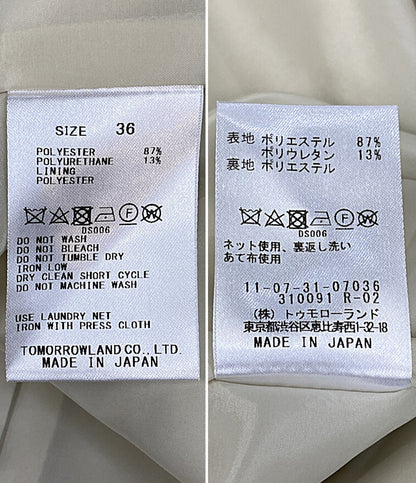 SIZE 36
POLYESTER 87%
POLYURETHANE 13%
LINING
POLYESTER
DS006
DO NOT WASH
DO NOT BLEACH
DO NOT TUMBLE DRY
IRON LOW
DRY CLEAN SHORT CYCLE
DO NOT MACHINE WASH
USE LAUNDRY NET
IRON WITH PRESS CLOTH
TOMORROWLAND CO., LTD.
MADE IN JAPAN
表地 ポリエステル 87%
ポリウレタン 13%
裏地 ポリエステル
DS006
ネット使用、裏返し洗い
あて布使用
11-07-31-07036
310091 R-02
(株) トゥモローランド
東京都渋谷区恵比寿西1-32-18
MADE IN JAPAN